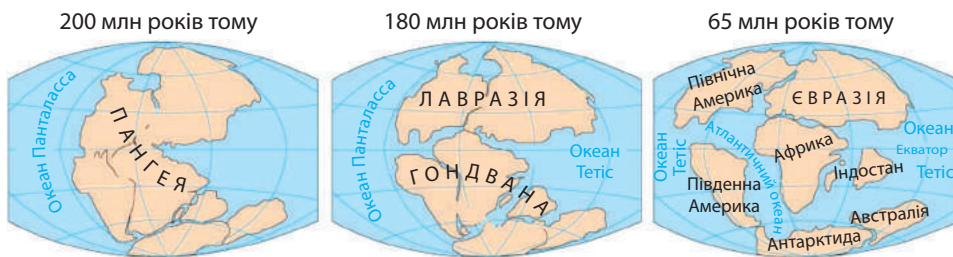 200 млн років тому
Океан Панталасса
ПАНГЕЯ
180 млн років тому
Океан Панталасса
ЛАВРАЗІЯ
ГОНДВАНА
Океан
Тетіс
65 млн років тому
Північна
Америка
ЄВРАЗІЯ
Океан
Тетіс
Атлантичний океан
Африка
Океан
Екватор
Тетіс
Індостан
Південна
Америка
Австралія
Антарктида